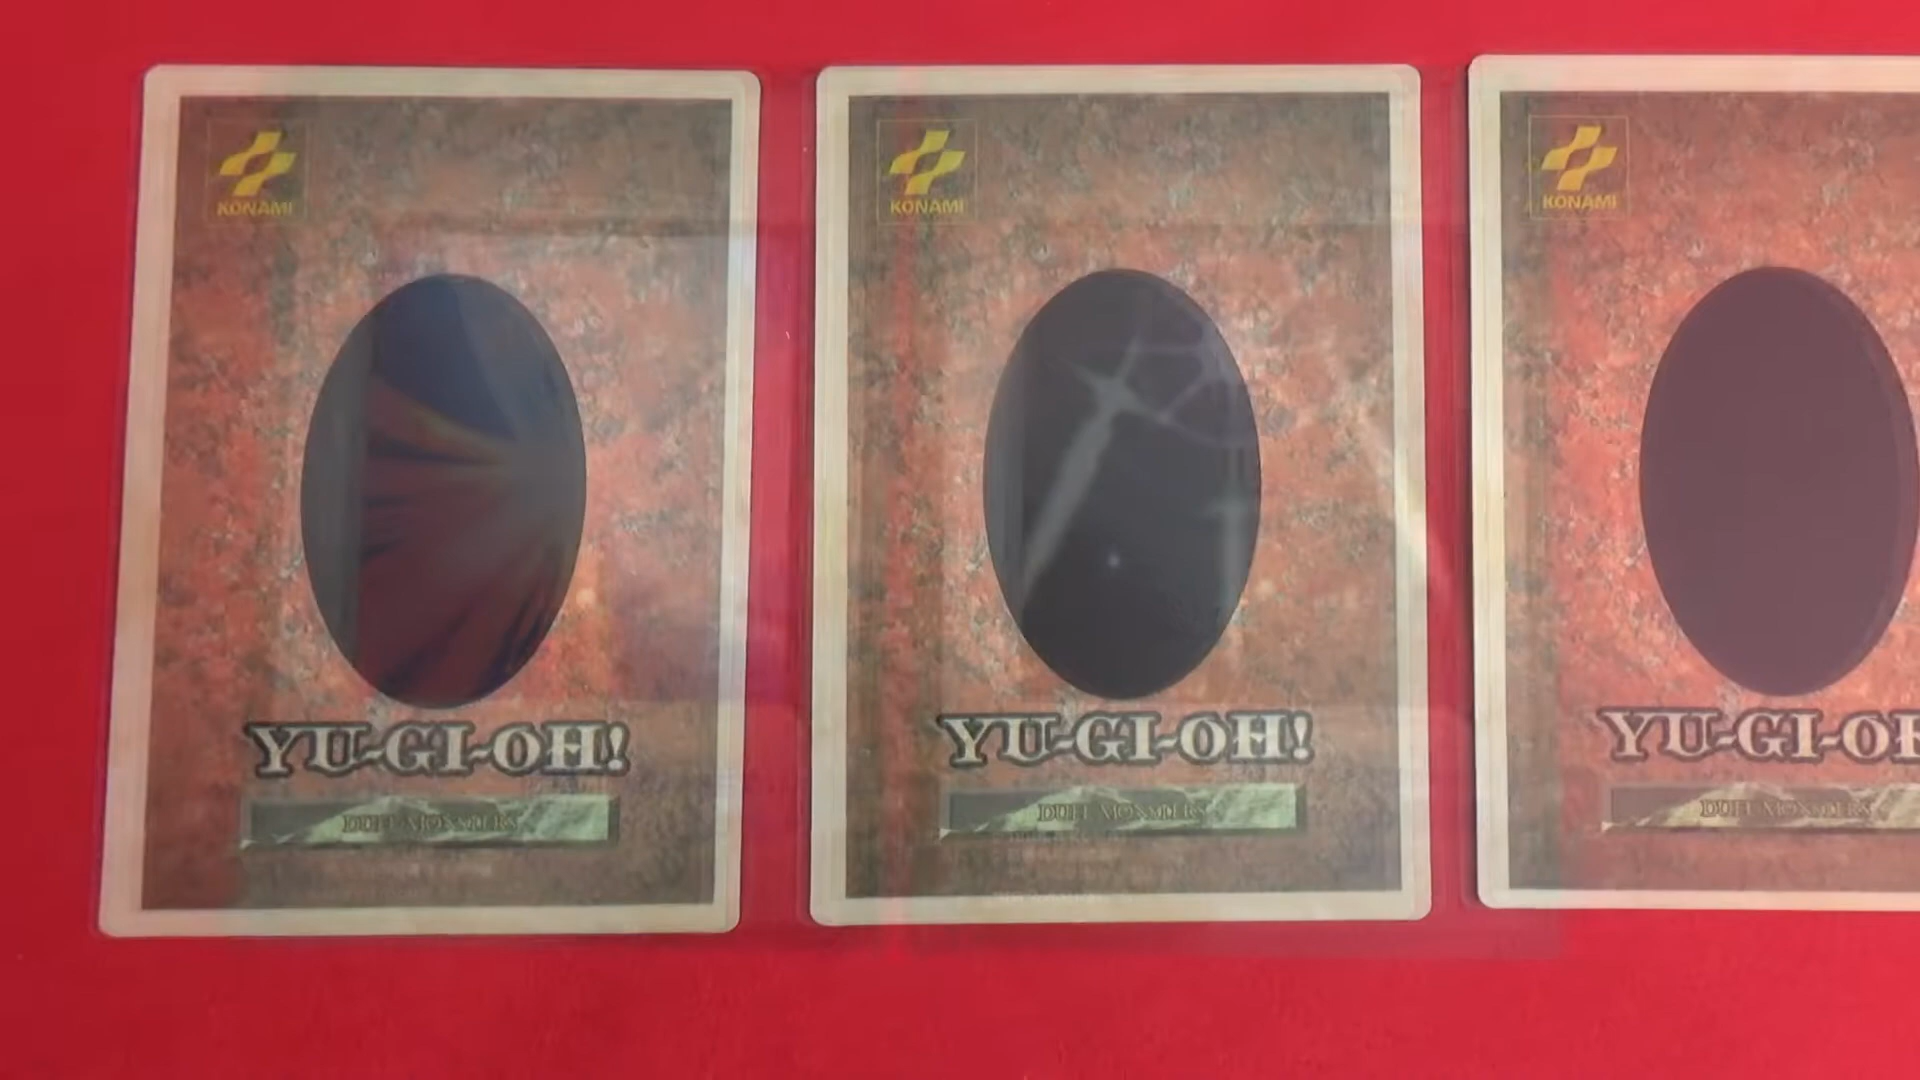 KONAMI
YU-GI-OH!
DUEL MONSTERS
KONAMI
YU-GI-OH!
DUEL MONSTERS
KONAMI
YU-GI-OH
DUEL MONSTERS